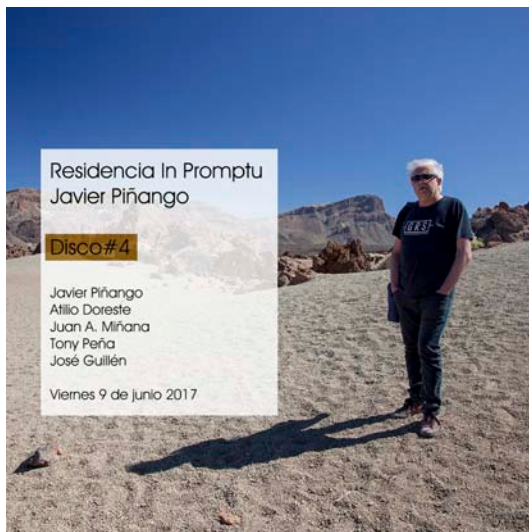 Residencia In Promptu
Javier Piñango
Disco#4
Javier Piñango
Atilio Doreste
Juan A. Miñana
Tony Peña
José Guillén
Viernes 9 de junio 2017
GRS